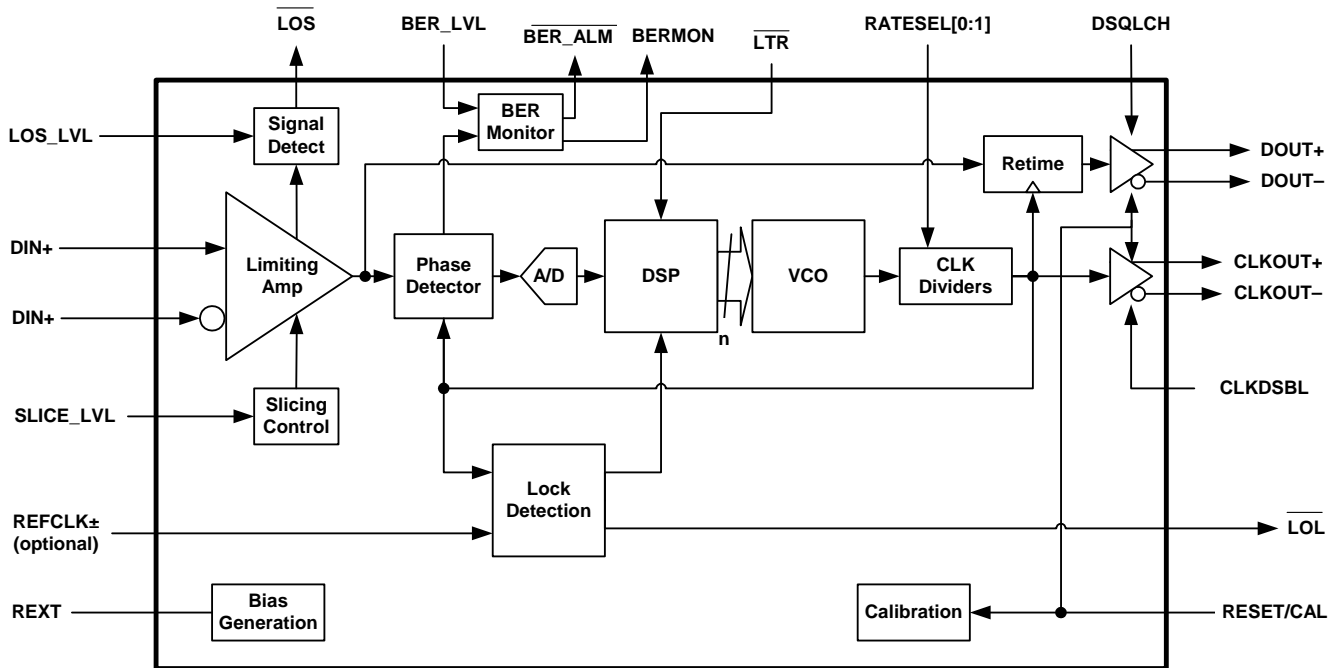 LOS
BER_LVL
BER_ALM
BERMON
LTR
RATESEL[0:1]
DSQLCH
LOS_LVL
Signal
Detect
BER
Monitor
Retime
DOUT+
DOUT–
DIN+
Limiting
Amp
Phase
Detector
A/D
DSP
n
VCO
CLK
Dividers
CLKOUT+
CLKOUT–
DIN+
SLICE_LVL
Slicing
Control
CLKDSBL
Lock
Detection
REFCLK±
(optional)
LOL
REXT
Bias
Generation
Calibration
RESET/CAL